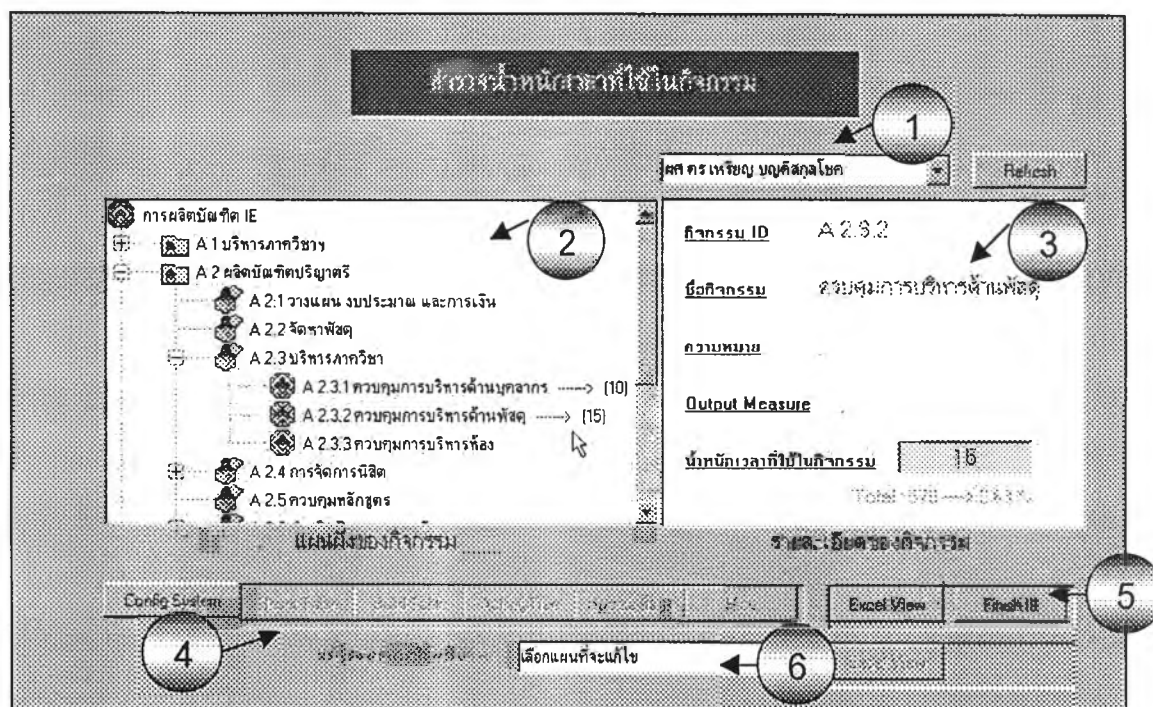 สำรวจน้ำหนักเวลาที่ใช้ในกิจกรรม
1
ผศ ดร เหรียญ บุญดีสกุลโชค
Refresh
การผลิตบัณฑิต IE
2
A 1 บริหารภาควิชาฯ
A 2 ผลิตบัณฑิตปริญาตรี
A 2.1 วางแผน งบประมาณ และการเงิน
A 2.2 จัดหาพัสดุ
A 2.3 บริหารภาควิชา
A 2.3.1 ควบคุมการบริหารด้านบุคลากร -----> (10)
A 2.3.2 ควบคุมการบริหารด้านพัสดุ -----> (15)
A 2.3.3 ควบคุมการบริหารห้อง
A 2.4 การจัดการนิสิต
A 2.5 ควบคุมหลักสูตร
แผนผังของกิจกรรม
3
กิจกรรม ID A 2.3.2
ชื่อกิจกรรม ควบคุมการบริหารด้านพัสดุ
ความหมาย
Output Measure
น้ำหนักเวลาที่ใช้ในกิจกรรม 15
Total
รายละเอียดของกิจกรรม
Config System
Excel View
Finish !!!
5
4
เลือกแผนที่จะแก้ไข
6